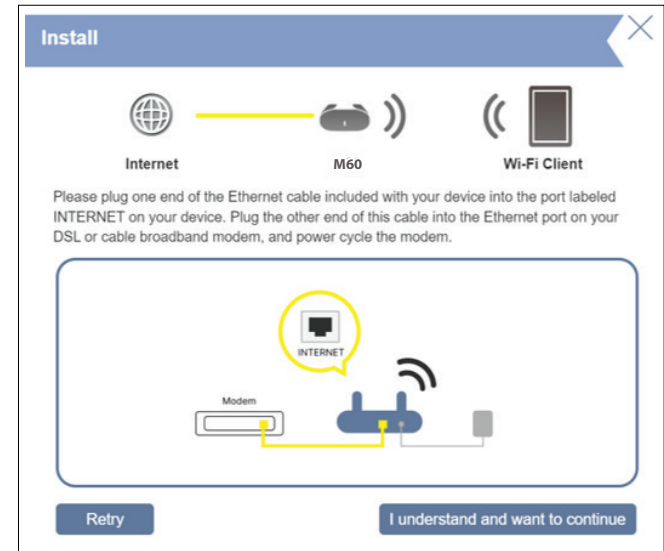 Install
Internet
M60
Wi-Fi Client
Please plug one end of the Ethernet cable included with your device into the port labeled
INTERNET on your device. Plug the other end of this cable into the Ethernet port on your
DSL or cable broadband modem, and power cycle the modem.
INTERNET
Modem
Retry
I understand and want to continue